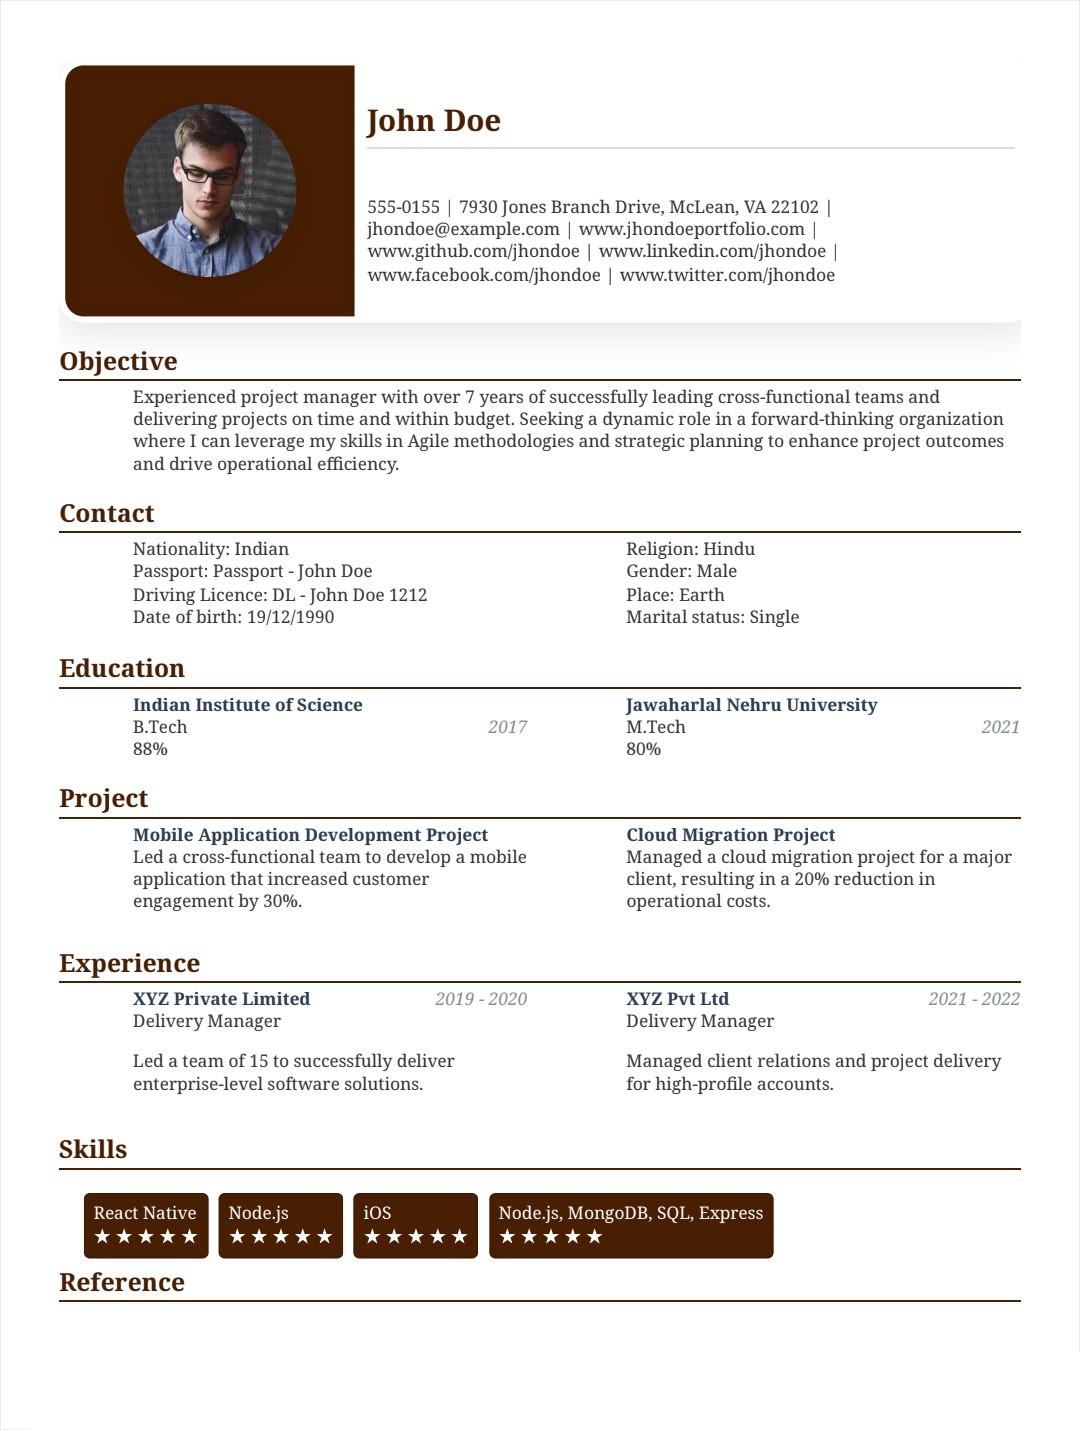 John Doe
555-0155 | 7930 Jones Branch Drive, McLean, VA 22102 |
jhondoe@example.com | www.jhondoeportfolio.com |
www.github.com/jhondoe | www.linkedin.com/jhondoe |
www.facebook.com/jhondoe | www.twitter.com/jhondoe
Objective
Experienced project manager with over 7 years of successfully leading cross-functional teams and
delivering projects on time and within budget. Seeking a dynamic role in a forward-thinking organization
where I can leverage my skills in Agile methodologies and strategic planning to enhance project outcomes
and drive operational efficiency.
Contact
Nationality: Indian
Passport: Passport - John Doe
Driving Licence: DL - John Doe 1212
Date of birth: 19/12/1990
Religion: Hindu
Gender: Male
Place: Earth
Marital status: Single
Education
Indian Institute of Science
B.Tech 2017
88%
Jawaharlal Nehru University
M.Tech 2021
80%
Project
Mobile Application Development Project
Led a cross-functional team to develop a mobile
application that increased customer
engagement by 30%.
Cloud Migration Project
Managed a cloud migration project for a major
client, resulting in a 20% reduction in
operational costs.
Experience
XYZ Private Limited 2019 - 2020
Delivery Manager
Led a team of 15 to successfully deliver
enterprise-level software solutions.
XYZ Pvt Ltd 2021 - 2022
Delivery Manager
Managed client relations and project delivery
for high-profile accounts.
Skills
React Native
★★★★★
Node.js
★★★★★
iOS
★★★★★
Node.js, MongoDB, SQL, Express
★★★★★
Reference